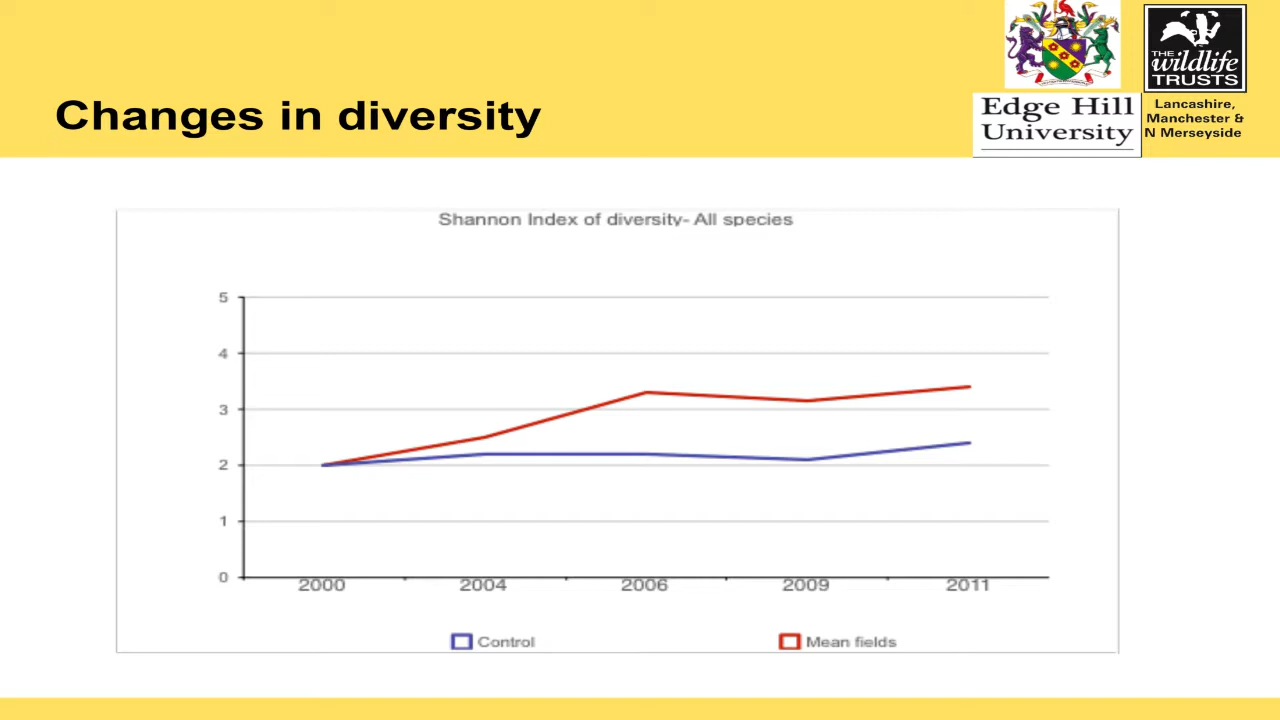 Changes in diversity
Edge Hill
University
THE
wildlife
TRUSTS
Lancashire,
Manchester &
N Merseyside
Shannon Index of diversity- All species
5
4
3
2
1
0
2000 2004 2006 2009 2011
Control Mean fields